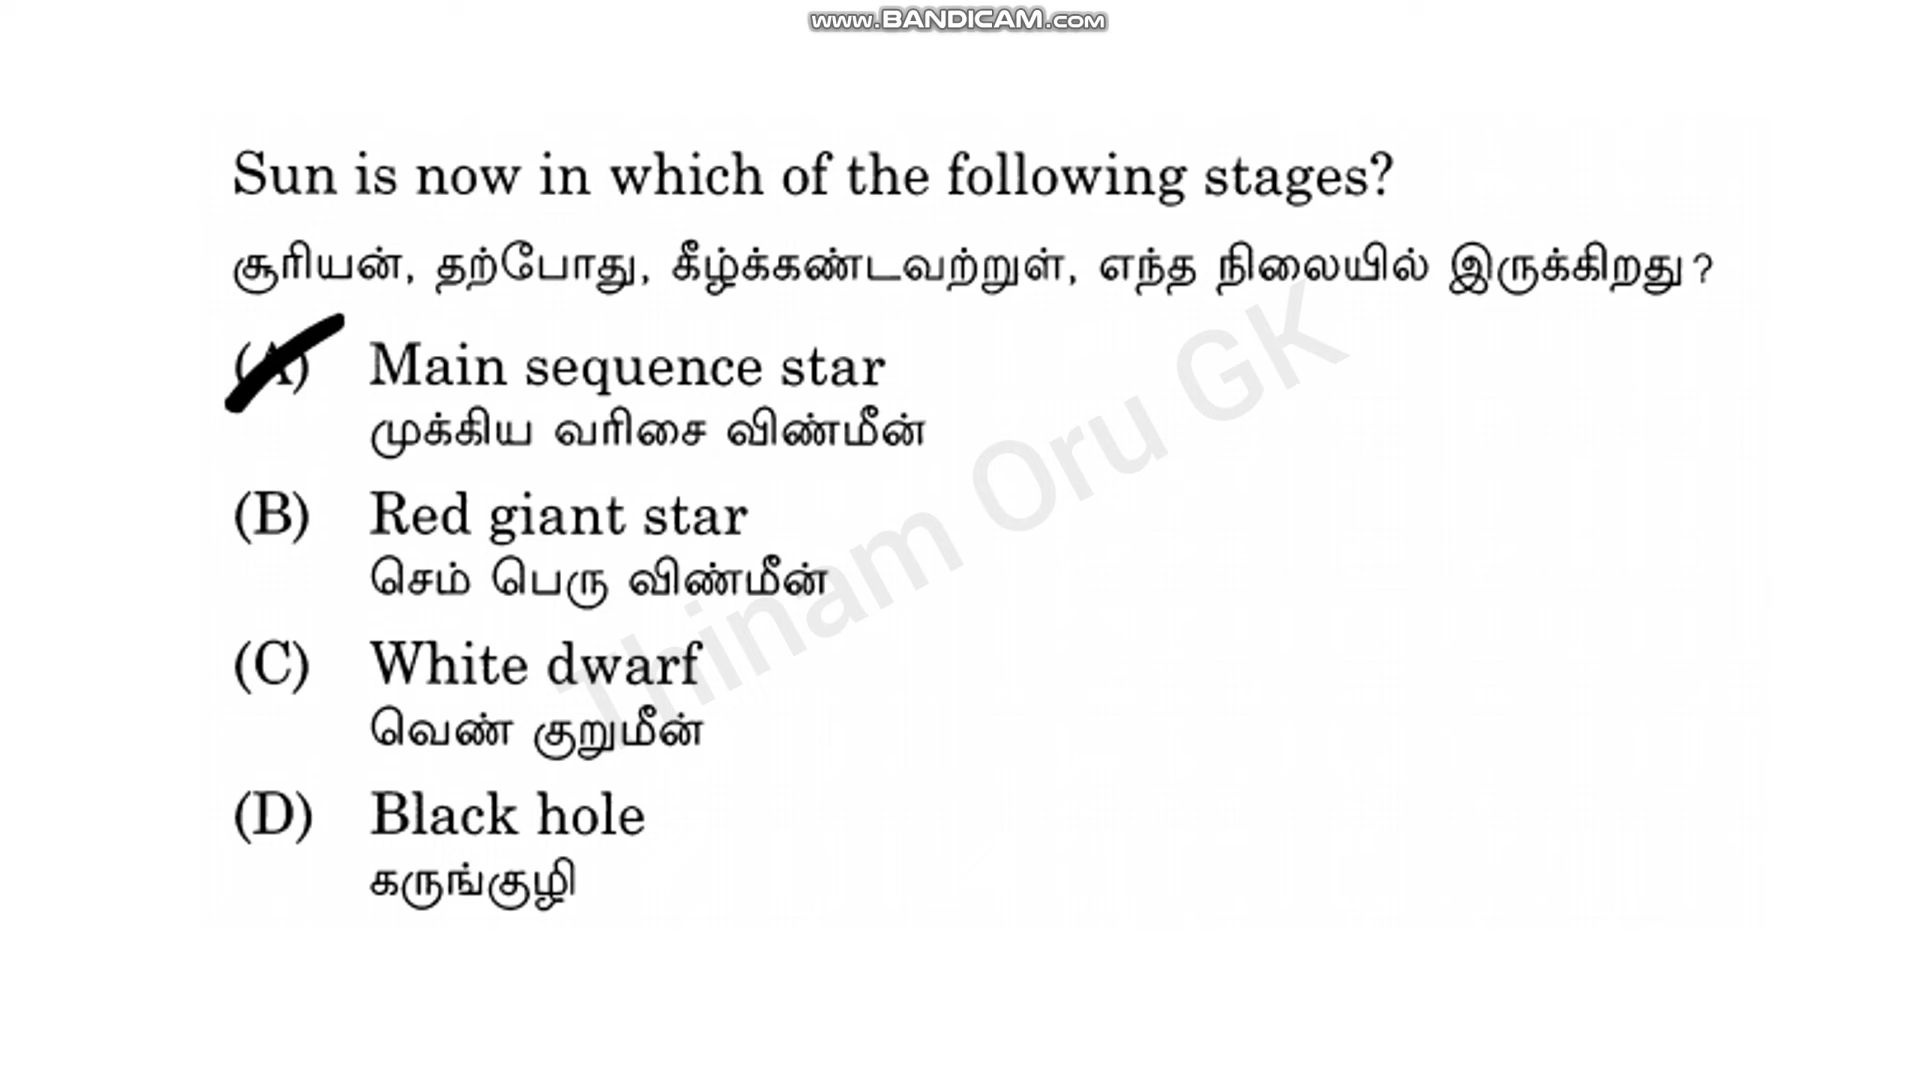 www.BANDICAM.com
Sun is now in which of the following stages?
சூரியன், தற்போது, கீழ்க்கண்டவற்றுள், எந்த நிலையில் இருக்கிறது?
(A) Main sequence star
முக்கிய வரிசை விண்மீன்
(B) Red giant star
செம் பெரு விண்மீன்
(C) White dwarf
வெண் குறுமீன்
(D) Black hole
கருங்குழி
Thinam Oru GK